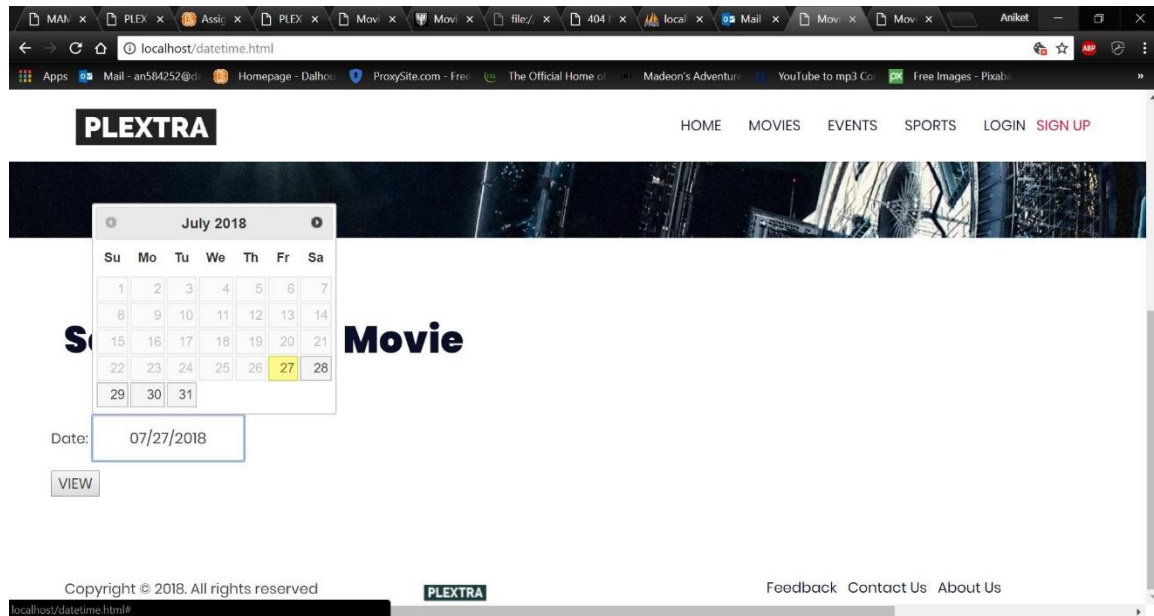 MAN PLEX Assig PLEX Movi Movi file:// 404 local Mail Movi Movi Aniket
localhost/datetime.html
ABP
Apps Mail - an584252@d Homepage - Dalhou ProxySite.com - Free The Official Home of Madeon's Adventure YouTube to mp3 Co Free Images - Pixab »
PLEXTRA HOME MOVIES EVENTS SPORTS LOGIN SIGN UP
July 2018
Su Mo Tu We Th Fr Sa
1 2 3 4 5 6 7
8 9 10 11 12 13 14
15 16 17 18 19 20 21
22 23 24 25 26 27 28
29 30 31
Movie
Date: 07/27/2018
VIEW
Copyright © 2018. All rights reserved PLEXTRA Feedback Contact Us About Us
localhost/datetime.html#